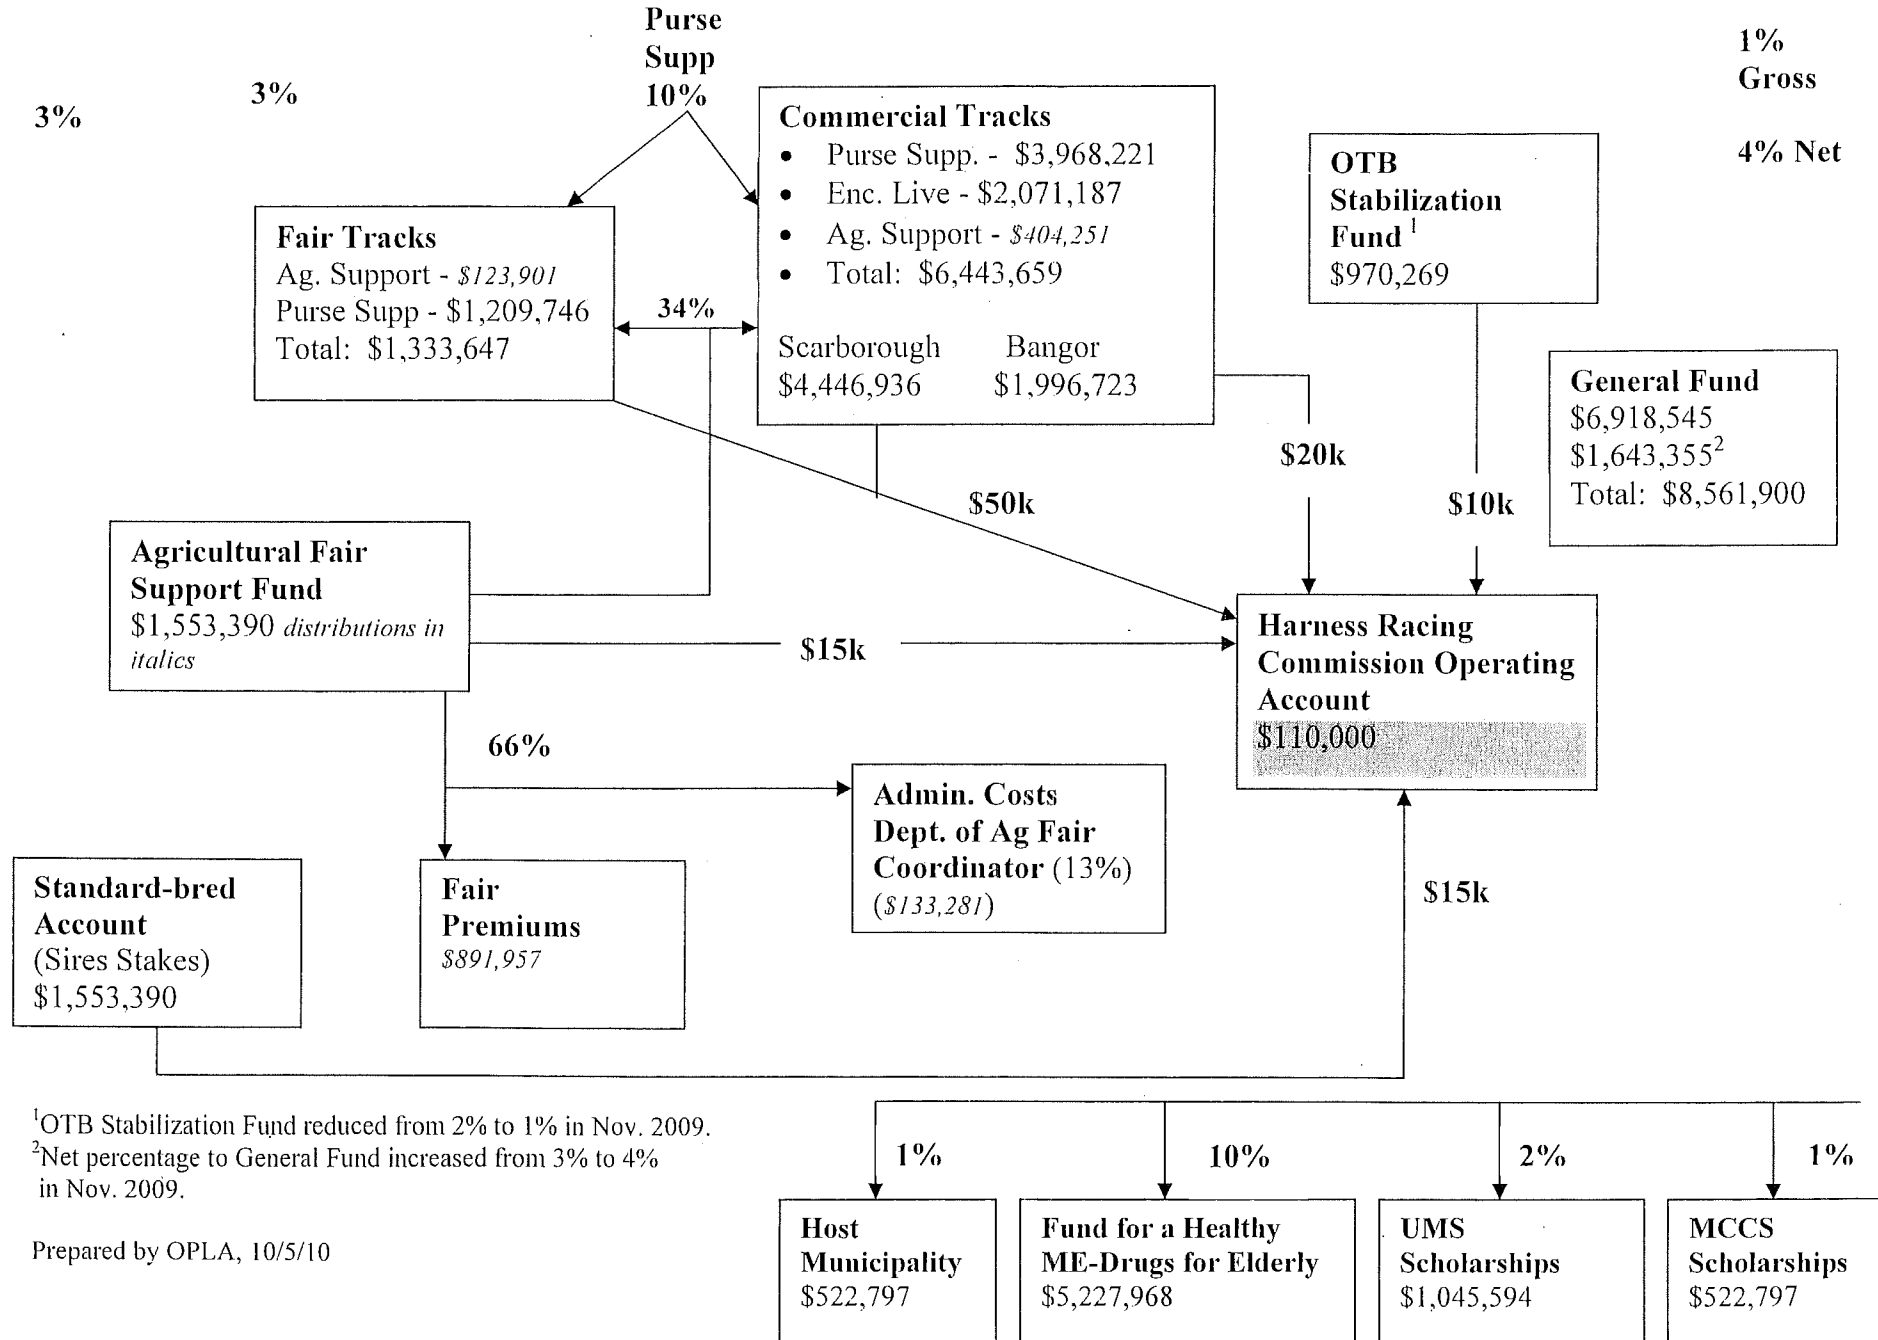 Purse
Supp
10%
3%
3%
1%
Gross
4% Net
Commercial Tracks
• Purse Supp. - $3,968,221
• Enc. Live - $2,071,187
• Ag. Support - $404,251
• Total: $6,443,659
Scarborough Bangor
$4,446,936 $1,996,723
OTB
Stabilization
Fund 1
$970,269
Fair Tracks
Ag. Support - $123,901
Purse Supp - $1,209,746
Total: $1,333,647
34%
General Fund
$6,918,545
$1,643,355²
Total: $8,561,900
$20k
$10k
$50k
Agricultural Fair
Support Fund
$1,553,390 distributions in
italics
$15k
Harness Racing
Commission Operating
Account
$110,000
66%
Admin. Costs
Dept. of Ag Fair
Coordinator (13%)
($133,281)
Standard-bred
Account
(Sires Stakes)
$1,553,390
Fair
Premiums
$891,957
$15k
¹OTB Stabilization Fund reduced from 2% to 1% in Nov. 2009.
²Net percentage to General Fund increased from 3% to 4%
in Nov. 2009.
Prepared by OPLA, 10/5/10
1%
10%
2%
1%
Host
Municipality
$522,797
Fund for a Healthy
ME-Drugs for Elderly
$5,227,968
UMS
Scholarships
$1,045,594
MCCS
Scholarships
$522,797